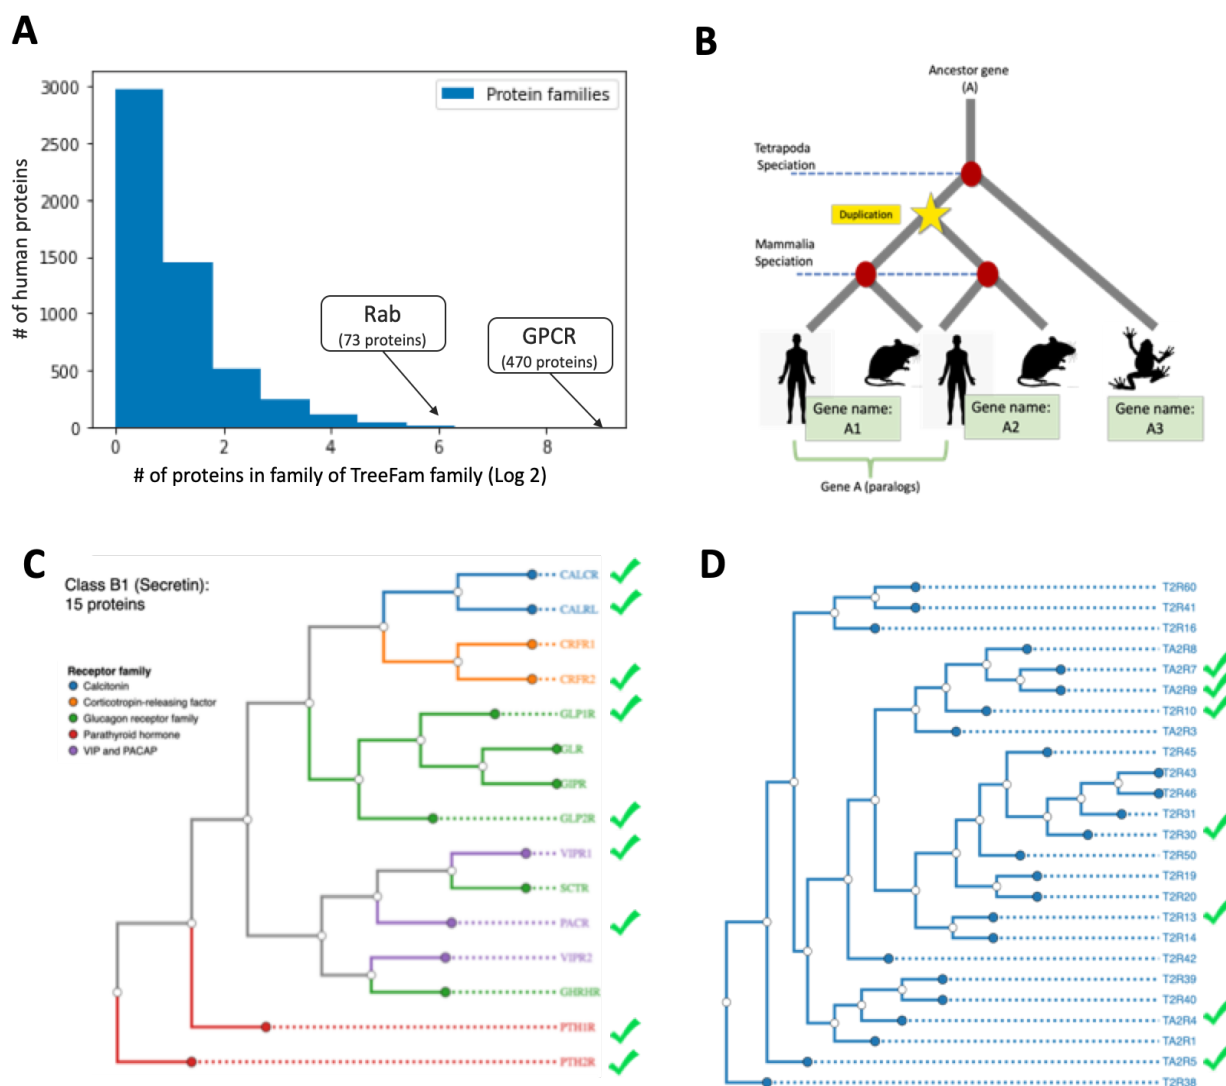 A
3000
2500
2000
1500
1000
500
0
# of human proteins
Protein families
Rab
(73 proteins)
GPCR
(470 proteins)
0 2 4 6 8
# of proteins in family of TreeFam family (Log 2)
B
Ancestor gene
(A)
Tetrapoda
Speciation
Duplication
Mammalia
Speciation
Gene name:
A1
Gene name:
A2
Gene name:
A3
Gene A (paralogs)
C
Class B1 (Secretin):
15 proteins
Receptor family
Calcitonin
Corticotropin-releasing factor
Glucagon receptor family
Parathyroid hormone
VIP and PACAP
CALCR
CALRL
CRFR1
CRFR2
GLP1R
GLR
GIPR
GLP2R
VIPR1
SCTR
PACR
VIPR2
GHRHR
PTH1R
PTH2R
D
T2R60
T2R41
T2R16
TA2R8
TA2R7
TA2R9
T2R10
TA2R3
T2R45
T2R43
T2R46
T2R31
T2R30
T2R50
T2R19
T2R20
T2R13
T2R14
T2R42
T2R39
T2R40
TA2R4
TA2R1
TA2R5
T2R38